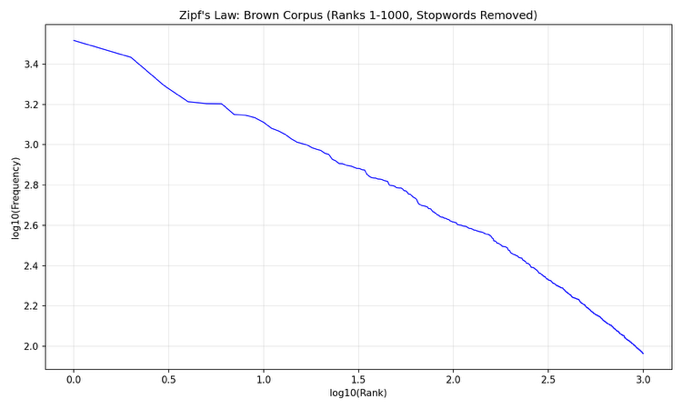 Zipf's Law: Brown Corpus (Ranks 1-1000, Stopwords Removed)
log10(Frequency)
3.4
3.2
3.0
2.8
2.6
2.4
2.2
2.0
0.0 0.5 1.0 1.5 2.0 2.5 3.0
log10(Rank)